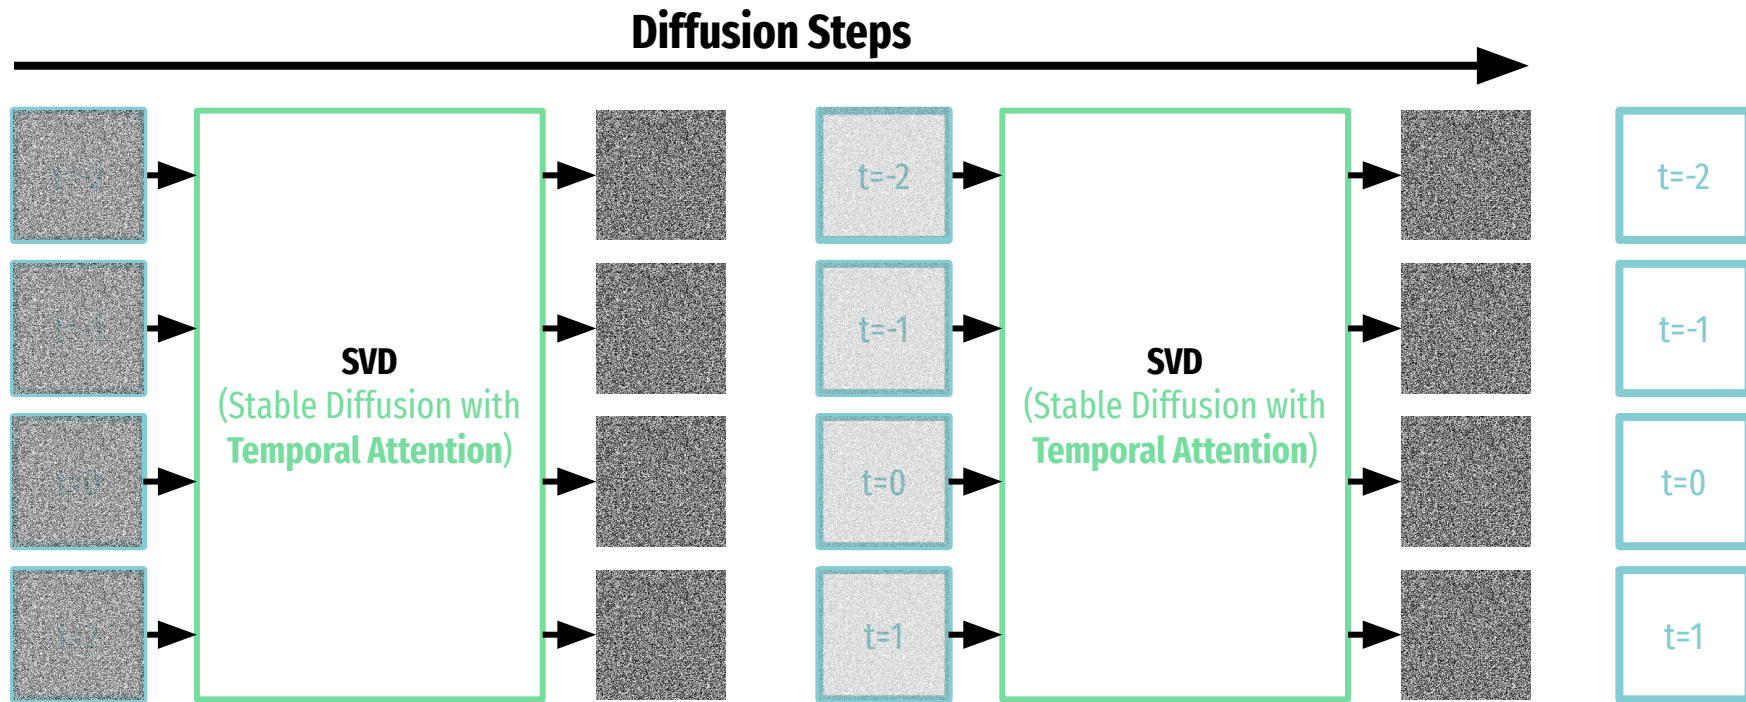 Diffusion Steps
t=-2
t=-2
t=-1
t=-1
SVD
(Stable Diffusion with
Temporal Attention)
SVD
(Stable Diffusion with
Temporal Attention)
t=0
t=0
t=0
t=1
t=1